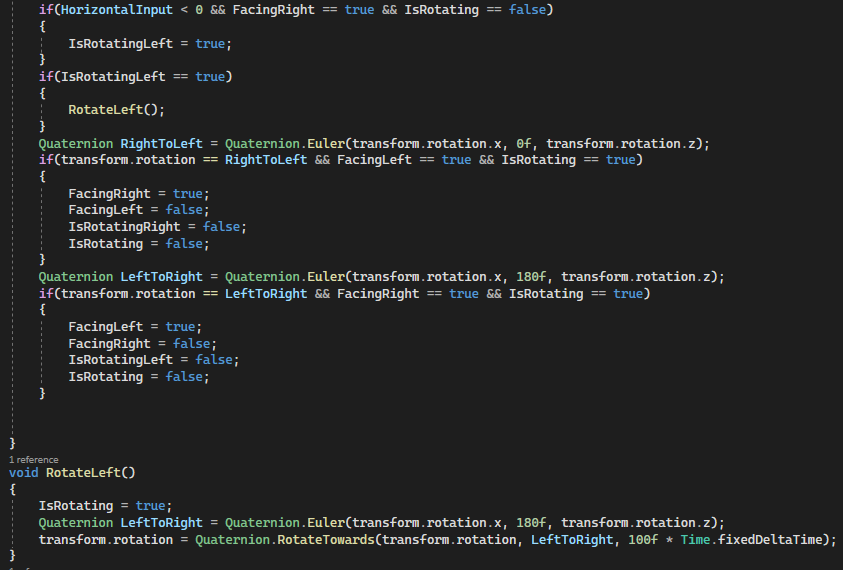 if(HorizontalInput < 0 && FacingRight == true && IsRotating == false)
{
IsRotatingLeft = true;
}
if(IsRotatingLeft == true)
{
RotateLeft();
}
Quaternion RightToLeft = Quaternion.Euler(transform.rotation.x, 0f, transform.rotation.z);
if(transform.rotation == RightToLeft && FacingLeft == true && IsRotating == true)
{
FacingRight = true;
FacingLeft = false;
IsRotatingRight = false;
IsRotating = false;
}
Quaternion LeftToRight = Quaternion.Euler(transform.rotation.x, 180f, transform.rotation.z);
if(transform.rotation == LeftToRight && FacingRight == true && IsRotating == true)
{
FacingLeft = true;
FacingRight = false;
IsRotatingLeft = false;
IsRotating = false;
}
}
1 reference
void RotateLeft()
{
IsRotating = true;
Quaternion LeftToRight = Quaternion.Euler(transform.rotation.x, 180f, transform.rotation.z);
transform.rotation = Quaternion.RotateTowards(transform.rotation, LeftToRight, 100f * Time.fixedDeltaTime);
}